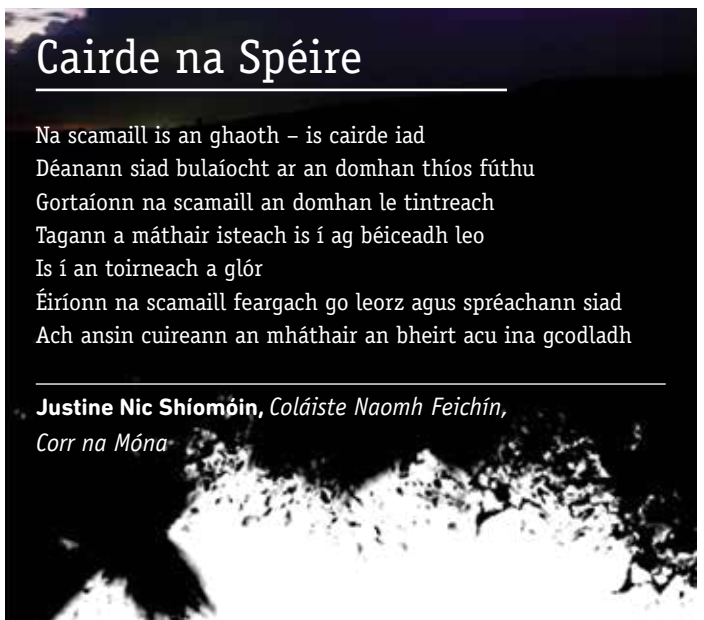 Cairde na Spéire
Na scamaill is an ghaoth – is cairde iad
Déanann siad bulaíocht ar an domhan thíos fúthu
Gortaíonn na scamaill an domhan le tintreach
Tagann a máthair isteach is í ag béiceadh leo
Is í an toirneach a glór
Éiríonn na scamaill feargach go leorz agus spréachann siad
Ach ansin cuireann an mháthair an bheirt acu ina gcodladh
Justine Nic Shíomóin, Coláiste Naomh Feichín,
Corr na Móna